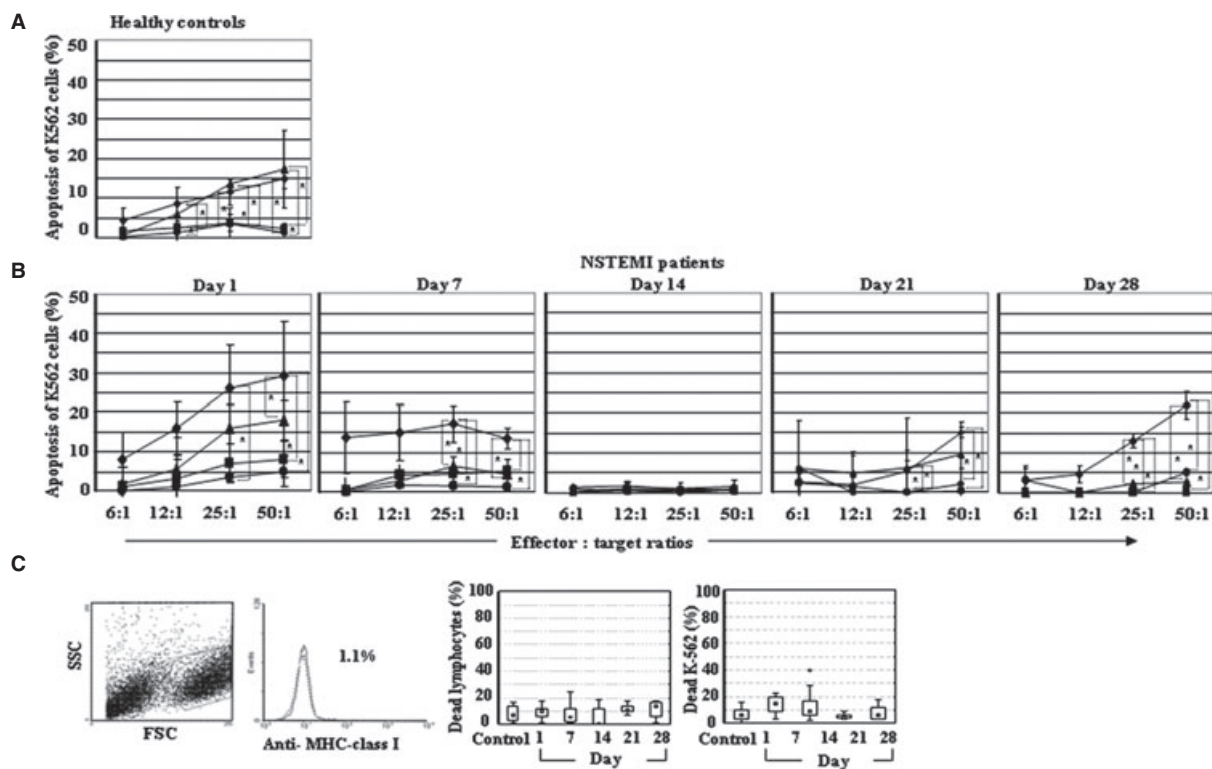 A
Healthy controls
Apoptosis of K562 cells (%)
50
40
30
20
10
0
B
NSTEMI patients
Day 1
Day 7
Day 14
Day 21
Day 28
Apoptosis of K562 cells (%)
50
40
30
20
10
0
6:1 12:1 25:1 50:1
6:1 12:1 25:1 50:1
6:1 12:1 25:1 50:1
6:1 12:1 25:1 50:1
6:1 12:1 25:1 50:1
Effector : target ratios
C
SSC
FSC
Events
1.1%
Anti- MHC-class I
Dead lymphocytes (%)
100
80
60
40
20
0
Control 1 7 14 21 28
Day
Dead K-562 (%)
100
80
60
40
20
0
Control 1 7 14 21 28
Day